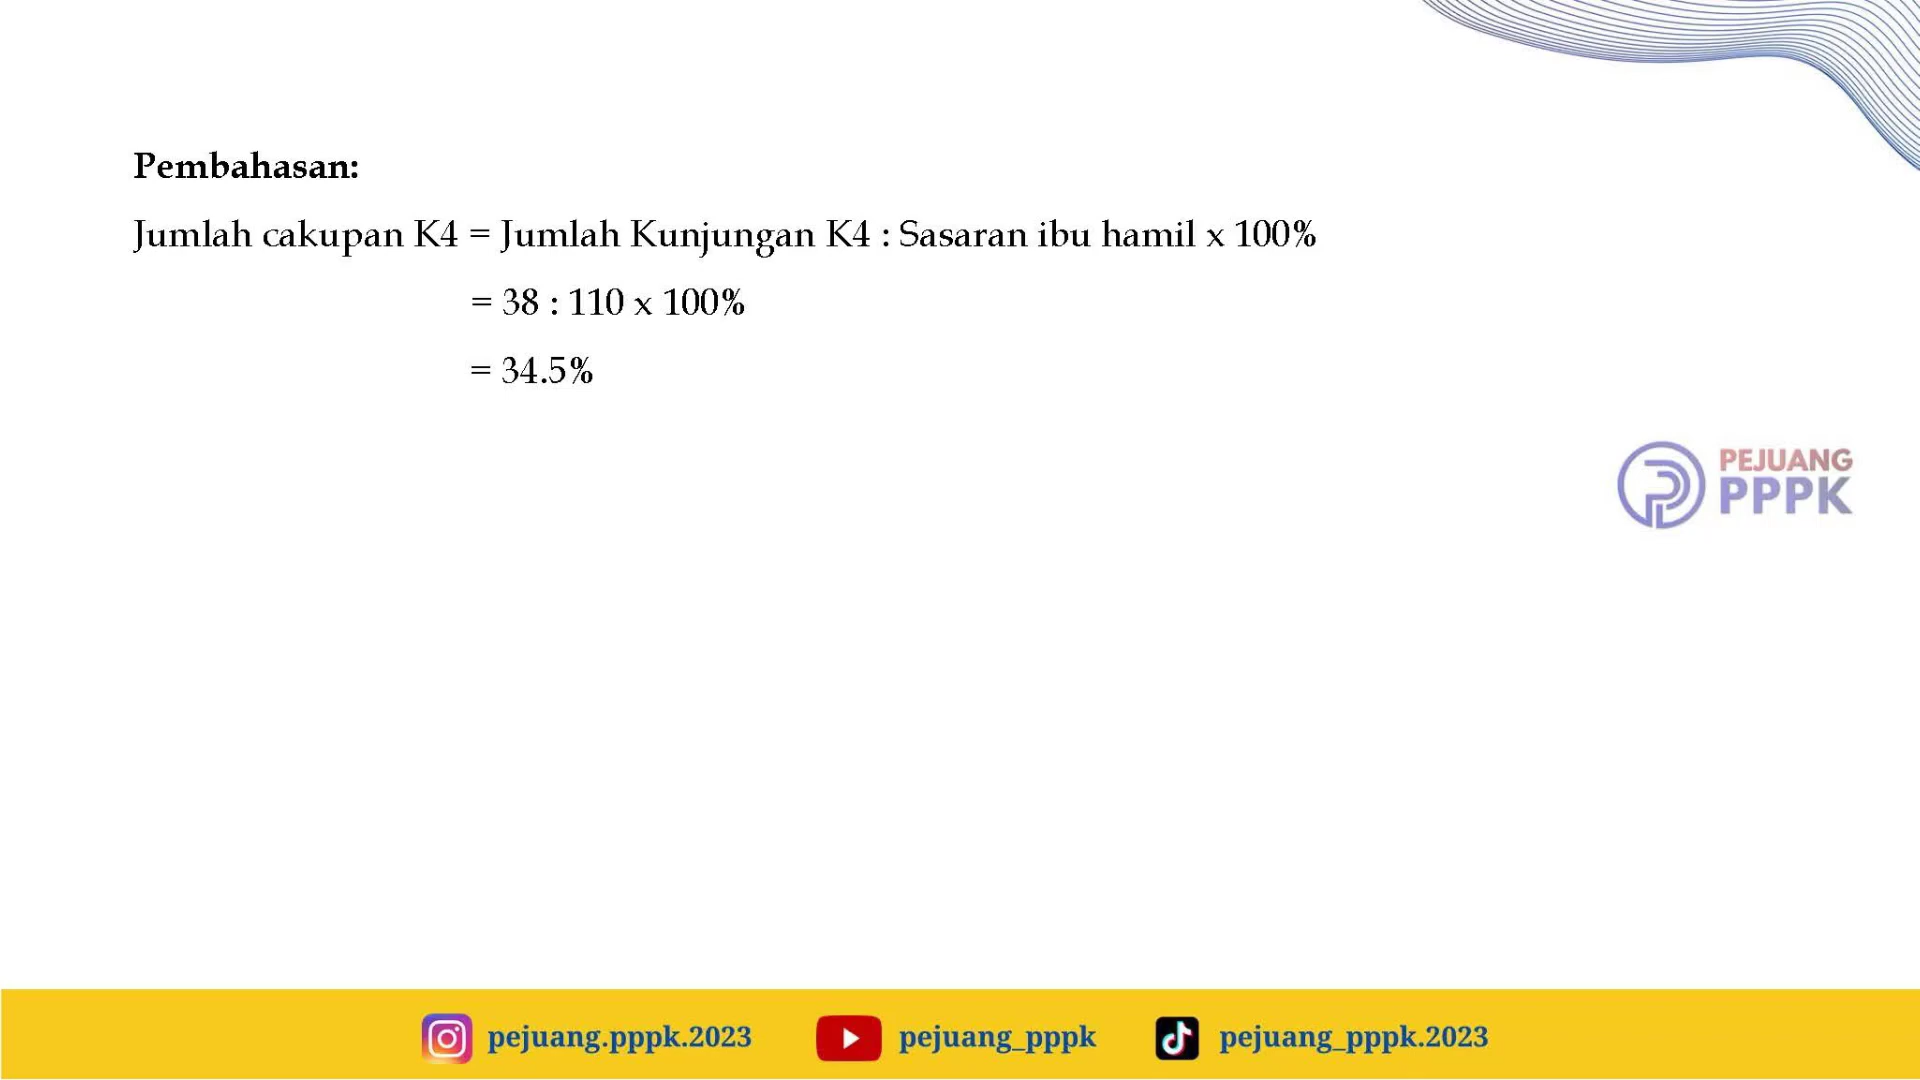 Pembahasan:
Jumlah cakupan K4 = Jumlah Kunjungan K4 : Sasaran ibu hamil x 100%
= 38 : 110 x 100%
= 34.5%
PEJUANG
PPPK
pejuang.pppk.2023
pejuang_pppk
pejuang_pppk.2023